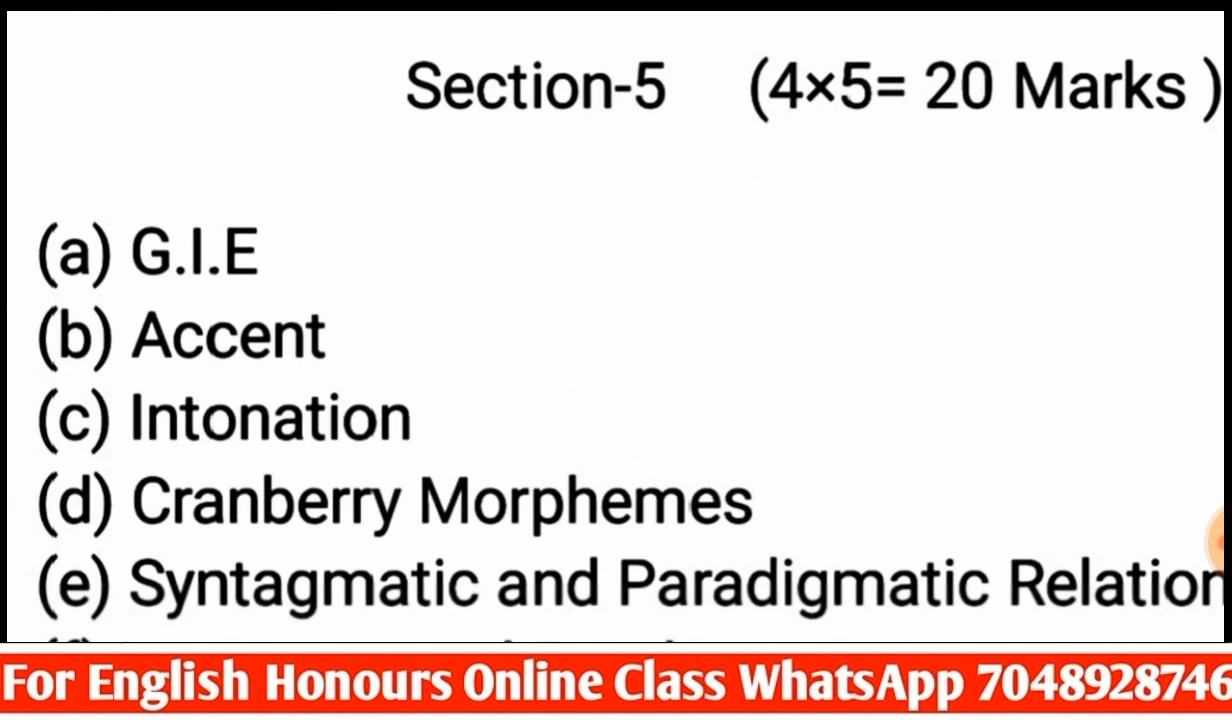 Section-5 (4×5= 20 Marks )
(a) G.I.E
(b) Accent
(c) Intonation
(d) Cranberry Morphemes
(e) Syntagmatic and Paradigmatic Relation
For English Honours Online Class WhatsApp 7048928746